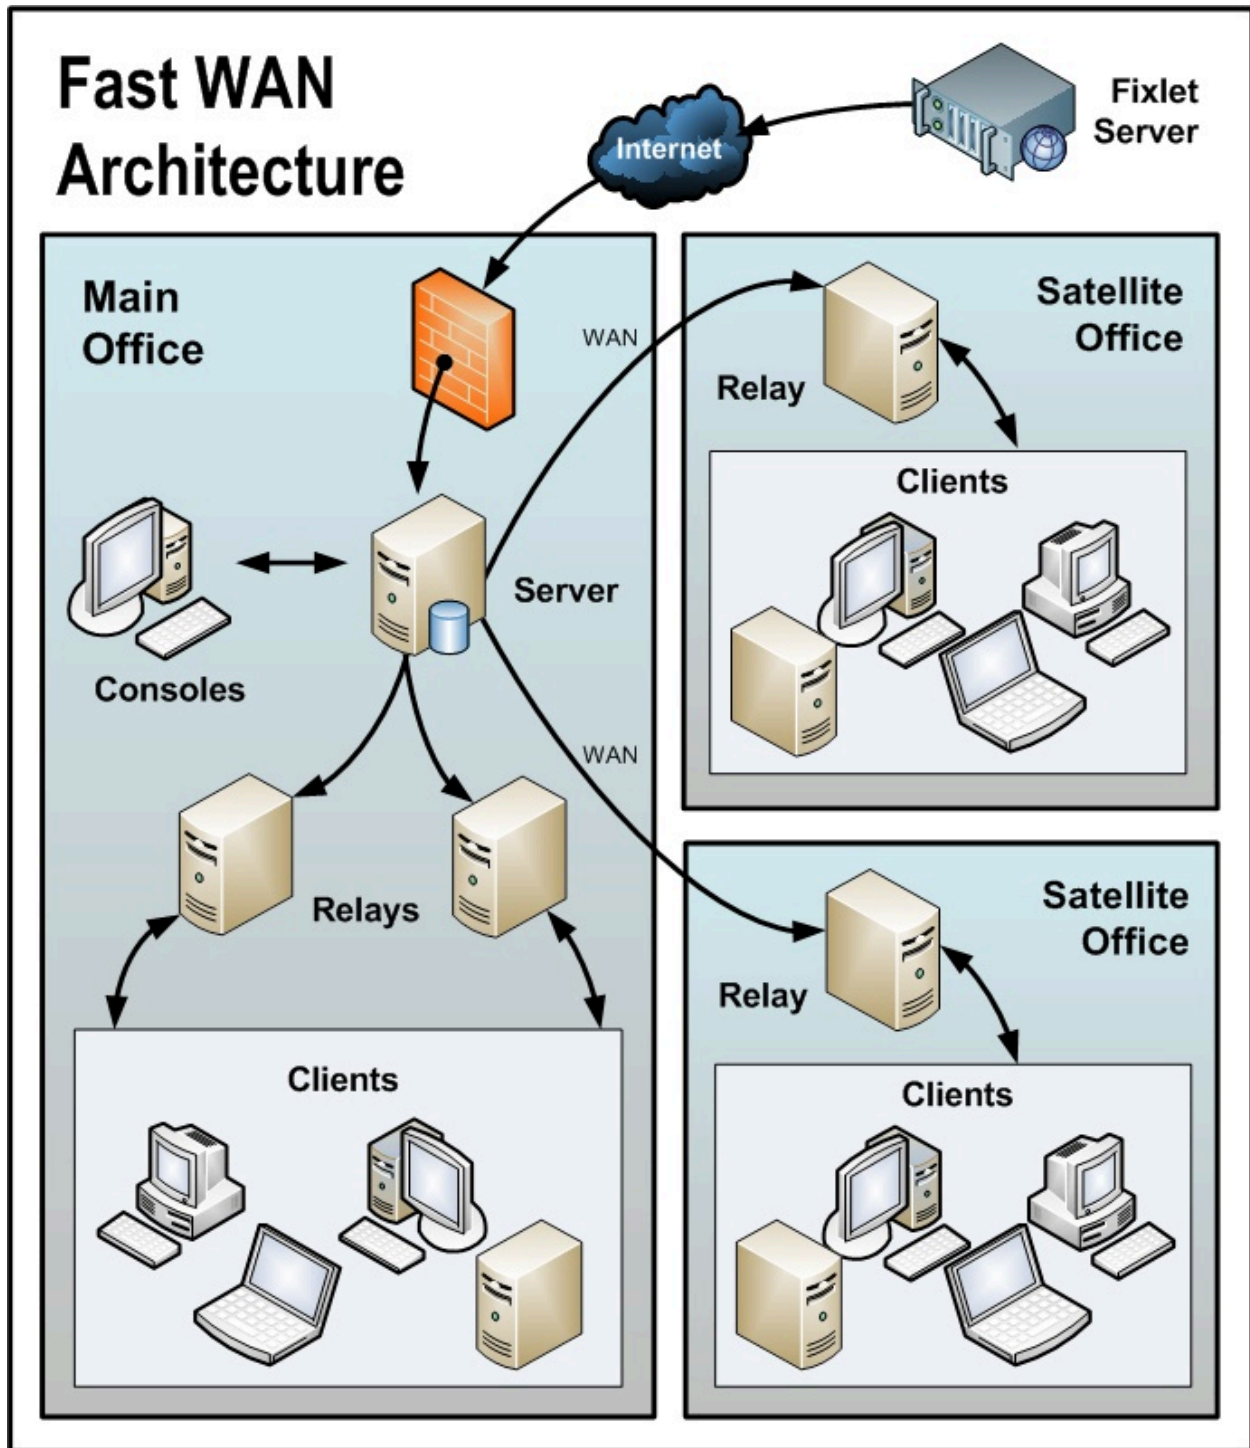 Fast WAN
Architecture
Internet
Fixlet
Server
Main
Office
WAN
Server
Consoles
WAN
Relays
Clients
Satellite
Office
Relay
Clients
Satellite
Office
Relay
Clients